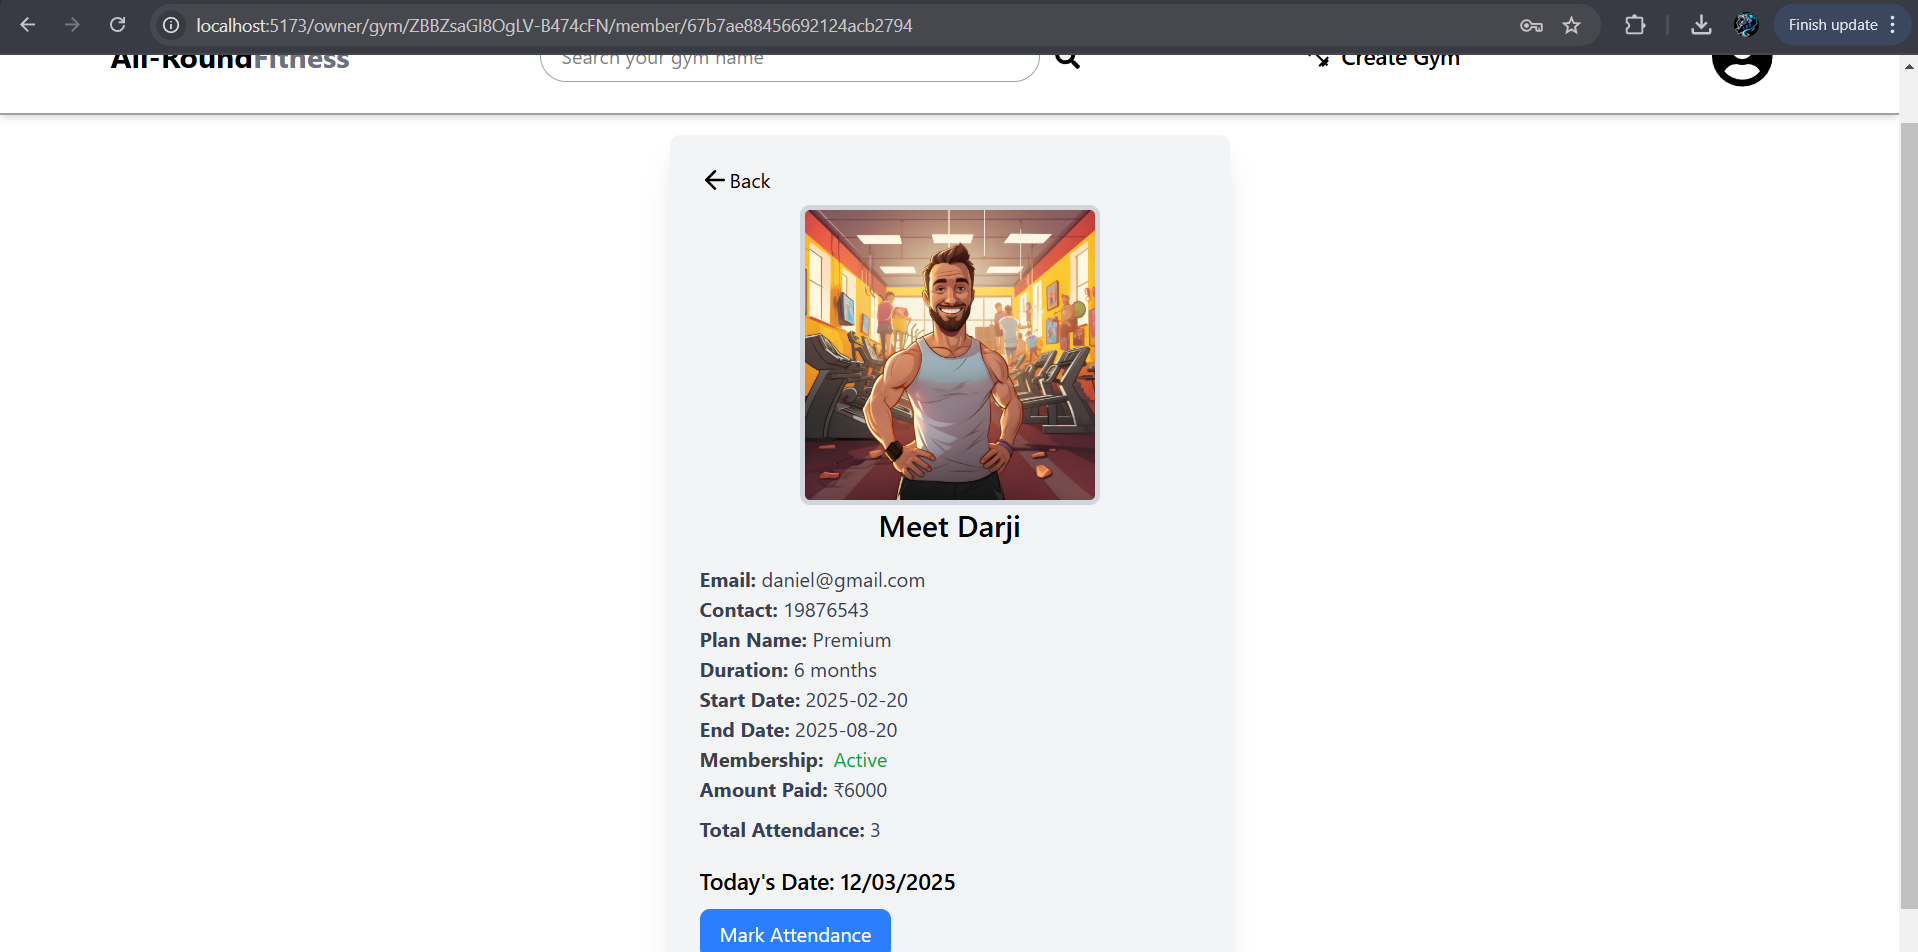 localhost:5173/owner/gym/ZBBZsaGI8OgLV-B474cFN/member/67b7ae88456692124acb2794
Finish update
All-RoundFitness
Search your gym name
Create Gym
Back
Meet Darji
Email: daniel@gmail.com
Contact: 19876543
Plan Name: Premium
Duration: 6 months
Start Date: 2025-02-20
End Date: 2025-08-20
Membership: Active
Amount Paid: ₹6000
Total Attendance: 3
Today's Date: 12/03/2025
Mark Attendance